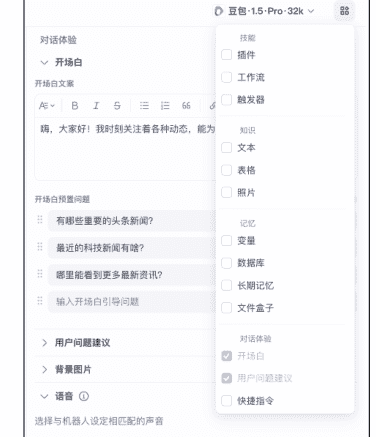 豆包·1.5·Pro·32k
对话体验
开场白
开场白文案
B I S 66
嗨，大家好！我时刻关注着各种动态，能为
开场白预置问题
有哪些重要的头条新闻?
最近的科技新闻有啥?
哪里能看到更多最新资讯?
输入开场白引导问题
用户问题建议
背景图片
语音
选择与机器人设定相匹配的声音
技能
插件
工作流
触发器
知识
文本
表格
照片
记忆
变量
数据库
长期记忆
文件盒子
对话体验
开场白
用户问题建议
快捷指令